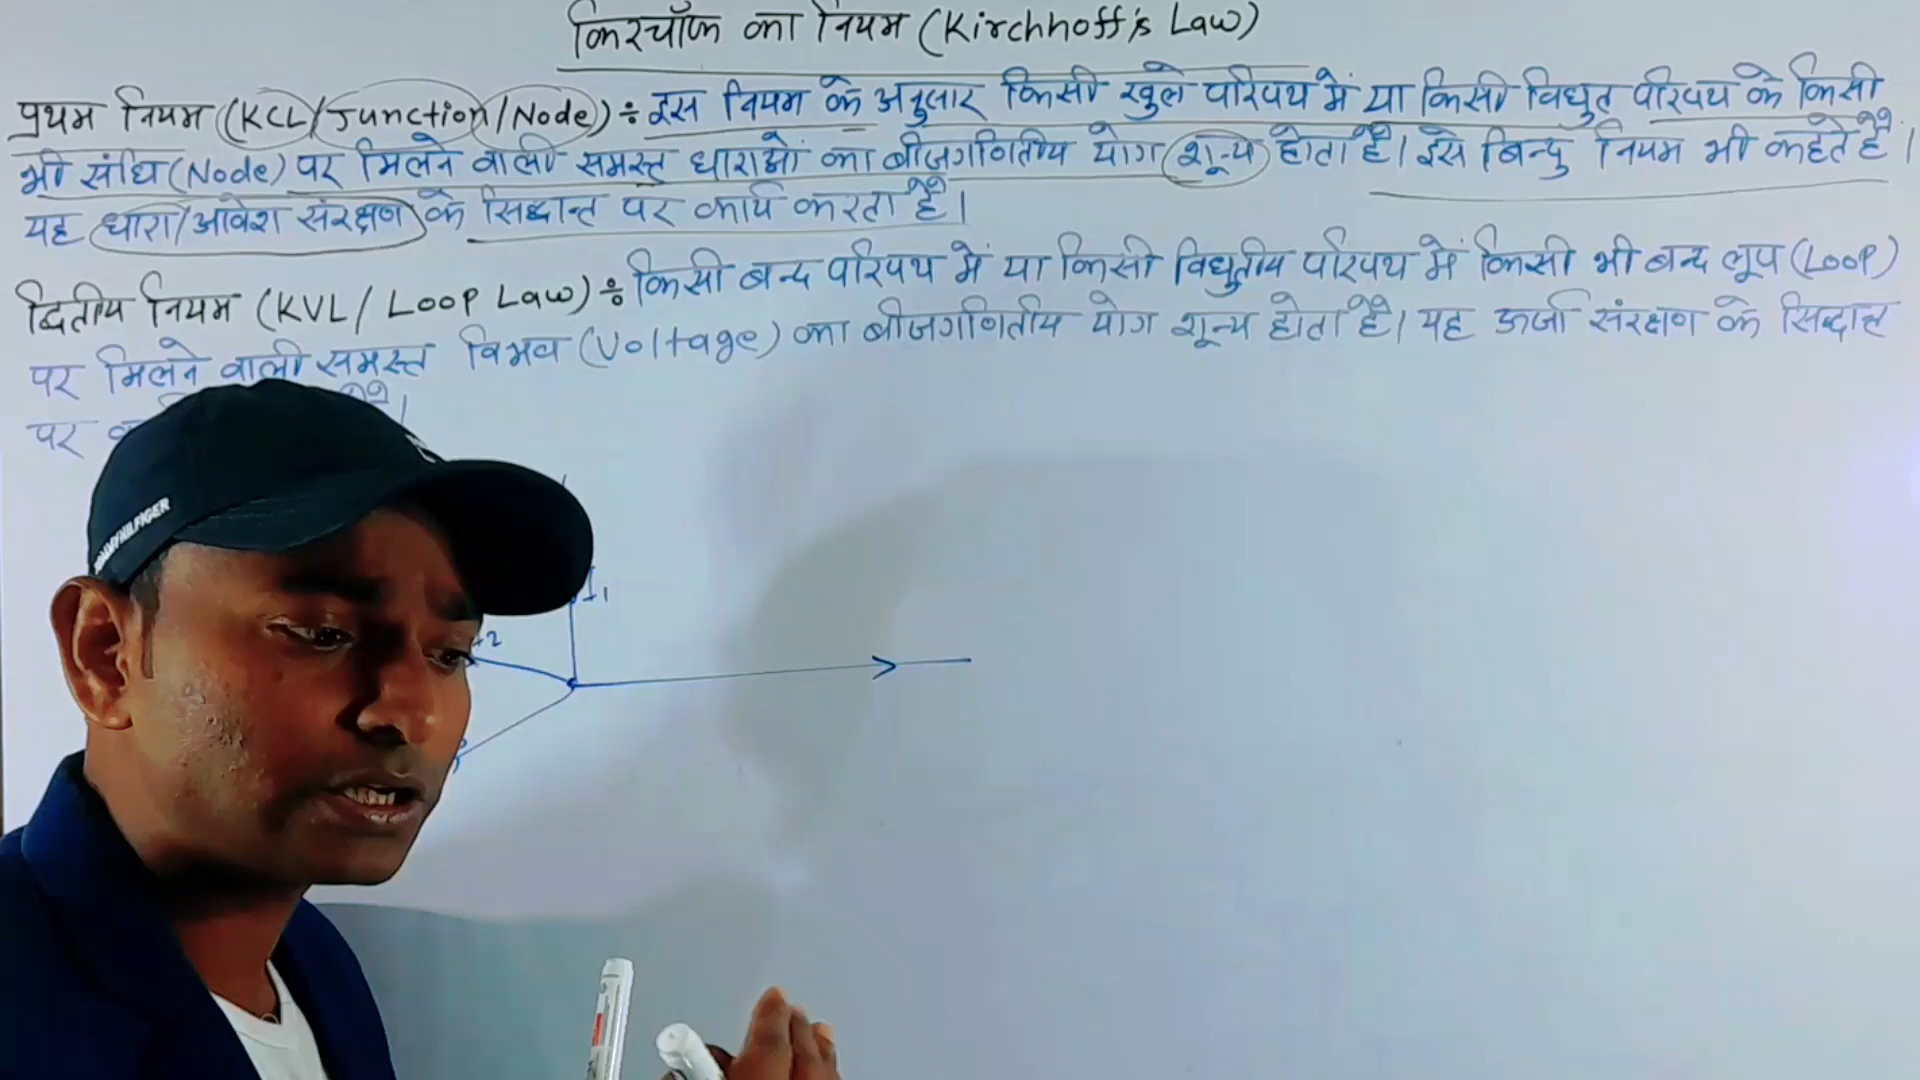 किरचॉफ का नियम (Kirchhoff's Law)
प्रथम नियम (KCL/Junction/Node) ÷ इस नियम के अनुसार किसी खुले परिपथ में या किसी विधुत परिपथ के किसी
भी संधि (Node) पर मिलने वाली समस्त धाराओं का बीजगणितीय योग शून्य होता है। इसे बिन्दु नियम भी कहते है।
यह धारा/आवेश संरक्षण के सिद्धान्त पर कार्य करता है।
द्वितीय नियम (KVL/ Loop Law) ÷ किसी बन्द परिपथ में या किसी विधुतीय परिपथ में किसी भी बन्द लूप (Loop)
पर मिलने वाली समस्त विभव (Voltage) का बीजगणितीय योग शून्य होता है। यह ऊर्जा संरक्षण के सिद्धान्त
पर
I1
2